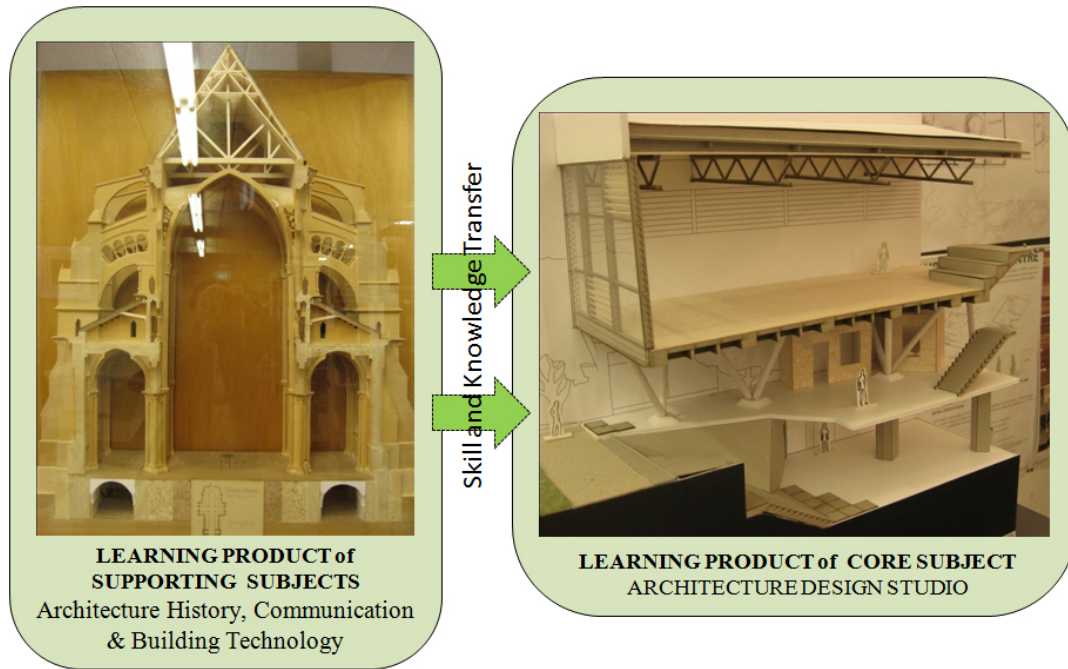 LEARNING PRODUCT of
SUPPORTING SUBJECTS
Architecture History, Communication
& Building Technology
Skill and Knowledge Transfer
LEARNING PRODUCT of CORE SUBJECT
ARCHITECTURE DESIGN STUDIO